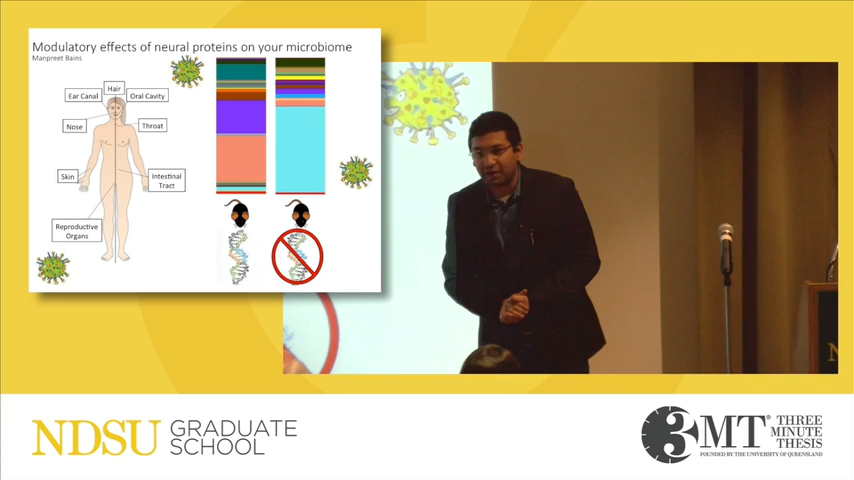 Modulatory effects of neural proteins on your microbiome
Manpreet Bains
Hair
Ear Canal
Oral Cavity
Nose
Throat
Skin
Intestinal
Tract
Reproductive
Organs
N
NDSU
GRADUATE
SCHOOL
3MT®
THREE
MINUTE
THESIS
FOUNDED BY THE UNIVERSITY OF QUEENSLAND